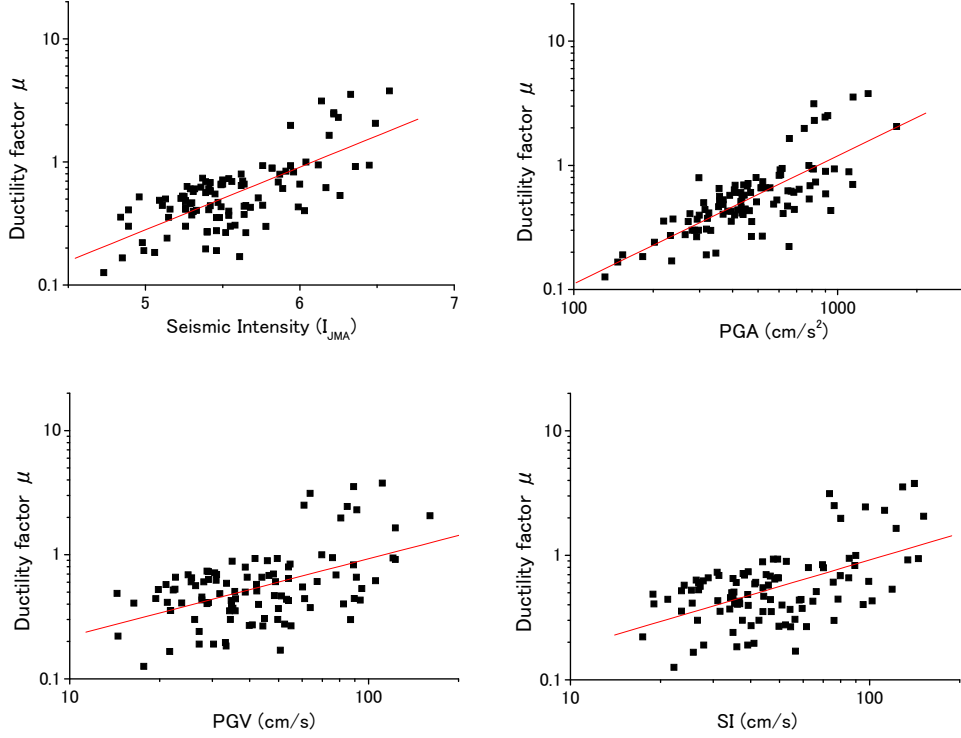 Ductility factor μ
10
1
0.1
5 6 7
Seismic Intensity (I_JMA)
Ductility factor μ
10
1
0.1
100 1000
PGA (cm/s²)
Ductility factor μ
10
1
0.1
10 100
PGV (cm/s)
Ductility factor μ
10
1
0.1
10 100
SI (cm/s)